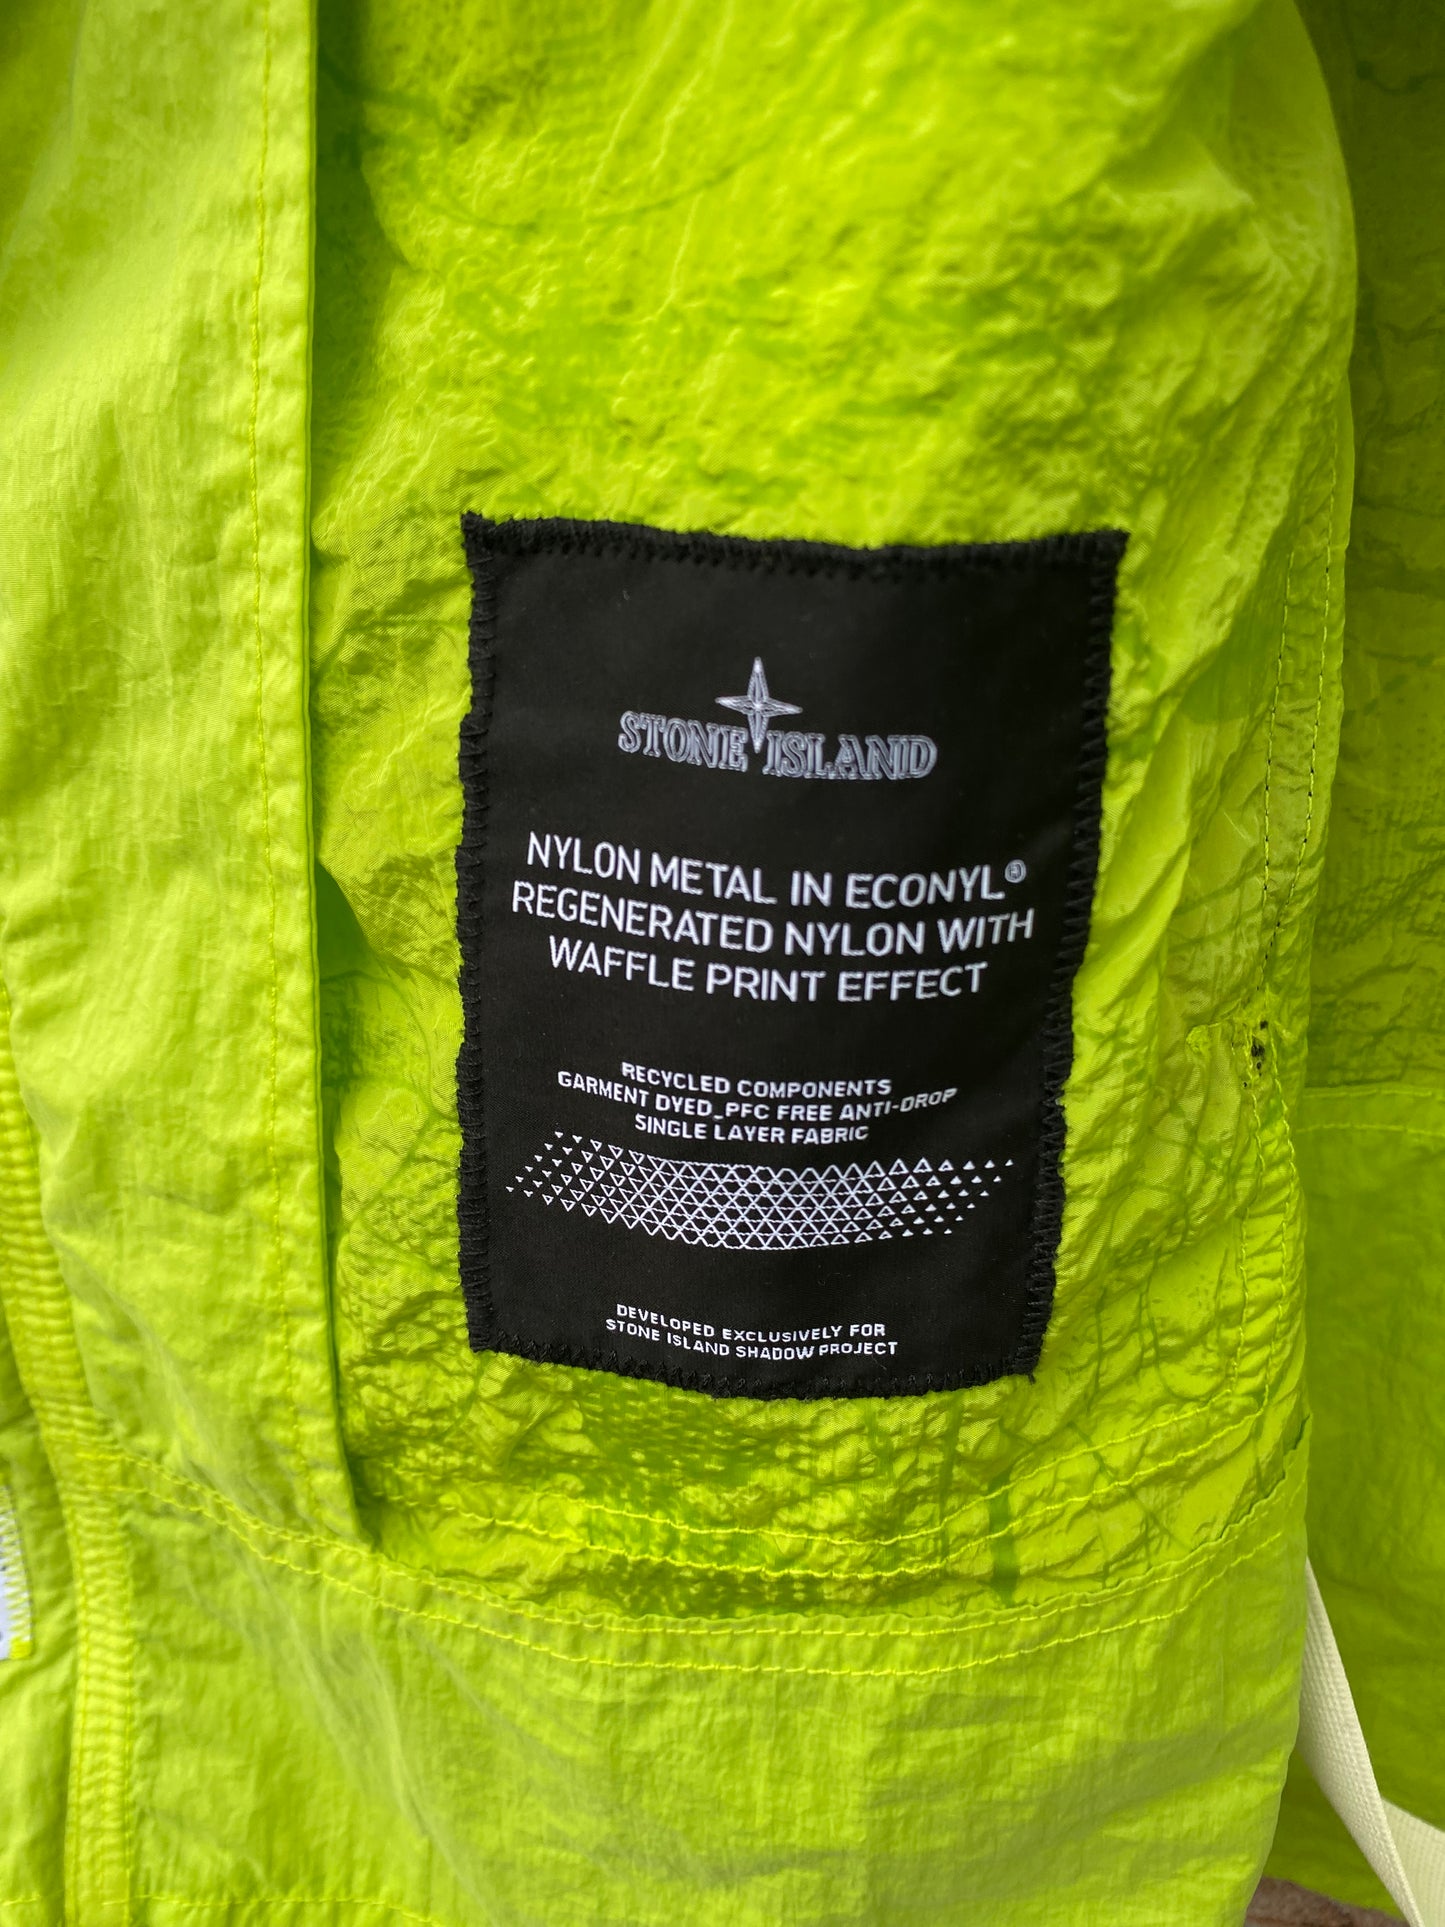 STONE ISLAND
NYLON METAL IN ECONYL®
REGENERATED NYLON WITH
WAFFLE PRINT EFFECT
RECYCLED COMPONENTS
GARMENT DYED_PFC FREE ANTI-DROP
SINGLE LAYER FABRIC
DEVELOPED EXCLUSIVELY FOR
STONE ISLAND SHADOW PROJECT